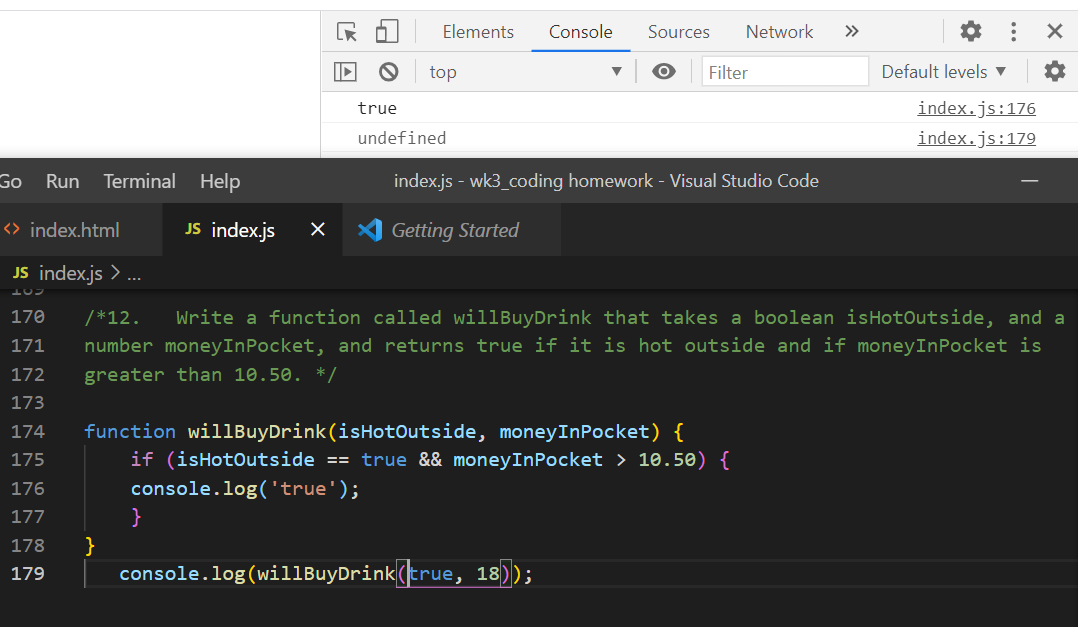 Elements Console Sources Network »
top ▼ Filter Default levels ▼
true index.js:176
undefined index.js:179
Go Run Terminal Help index.js - wk3_coding homework - Visual Studio Code
<> index.html JS index.js × Getting Started
JS index.js > ...
169
170 /*12. Write a function called willBuyDrink that takes a boolean isHotOutside, and a
171 number moneyInPocket, and returns true if it is hot outside and if moneyInPocket is
172 greater than 10.50. */
173
174 function willBuyDrink(isHotOutside, moneyInPocket) {
175 if (isHotOutside == true && moneyInPocket > 10.50) {
176 console.log('true');
177 }
178 }
179 console.log(willBuyDrink(true, 18));